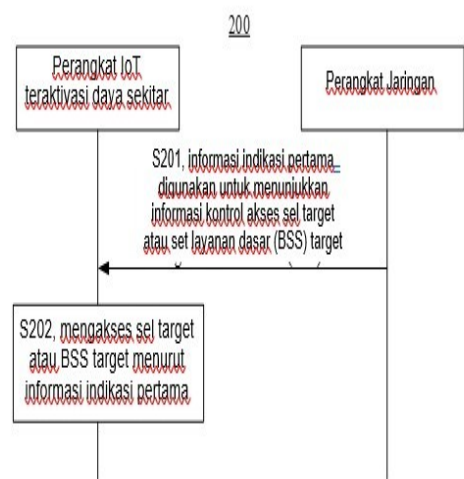 200
Perangkat IoT
teraktivasi daya sekitar
Perangkat Jaringan
S201, informasi indikasi pertama
digunakan untuk menunjukkan
informasi kontrol akses sel target
atau set layanan dasar (BSS) target
S202, mengakses sel target
atau BSS target menurut
informasi indikasi pertama